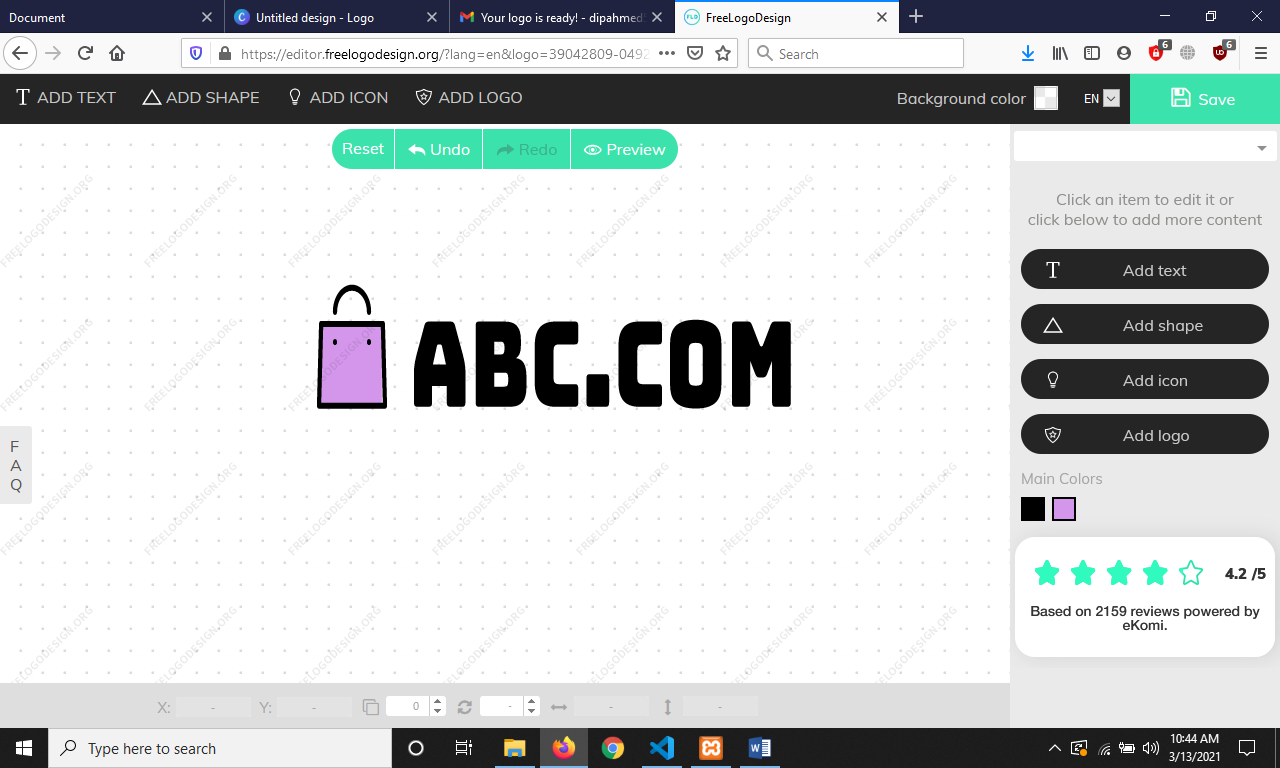 Document
Untitled design - Logo
Your logo is ready! - dipahmed
FreeLogoDesign
https://editor.freelogodesign.org/?lang=en&logo=39042809-0492
Search
6
6
ADD TEXT
ADD SHAPE
ADD ICON
ADD LOGO
Background color
EN
Save
Reset
Undo
Redo
Preview
FREELOGODESIGN.ORG
ABC.COM
F
A
Q
Click an item to edit it or
click below to add more content
Add text
Add shape
Add icon
Add logo
Main Colors
4.2 /5
Based on 2159 reviews powered by
eKomi.
X: - Y: - 0 - - -
Type here to search
10:44 AM
3/13/2021